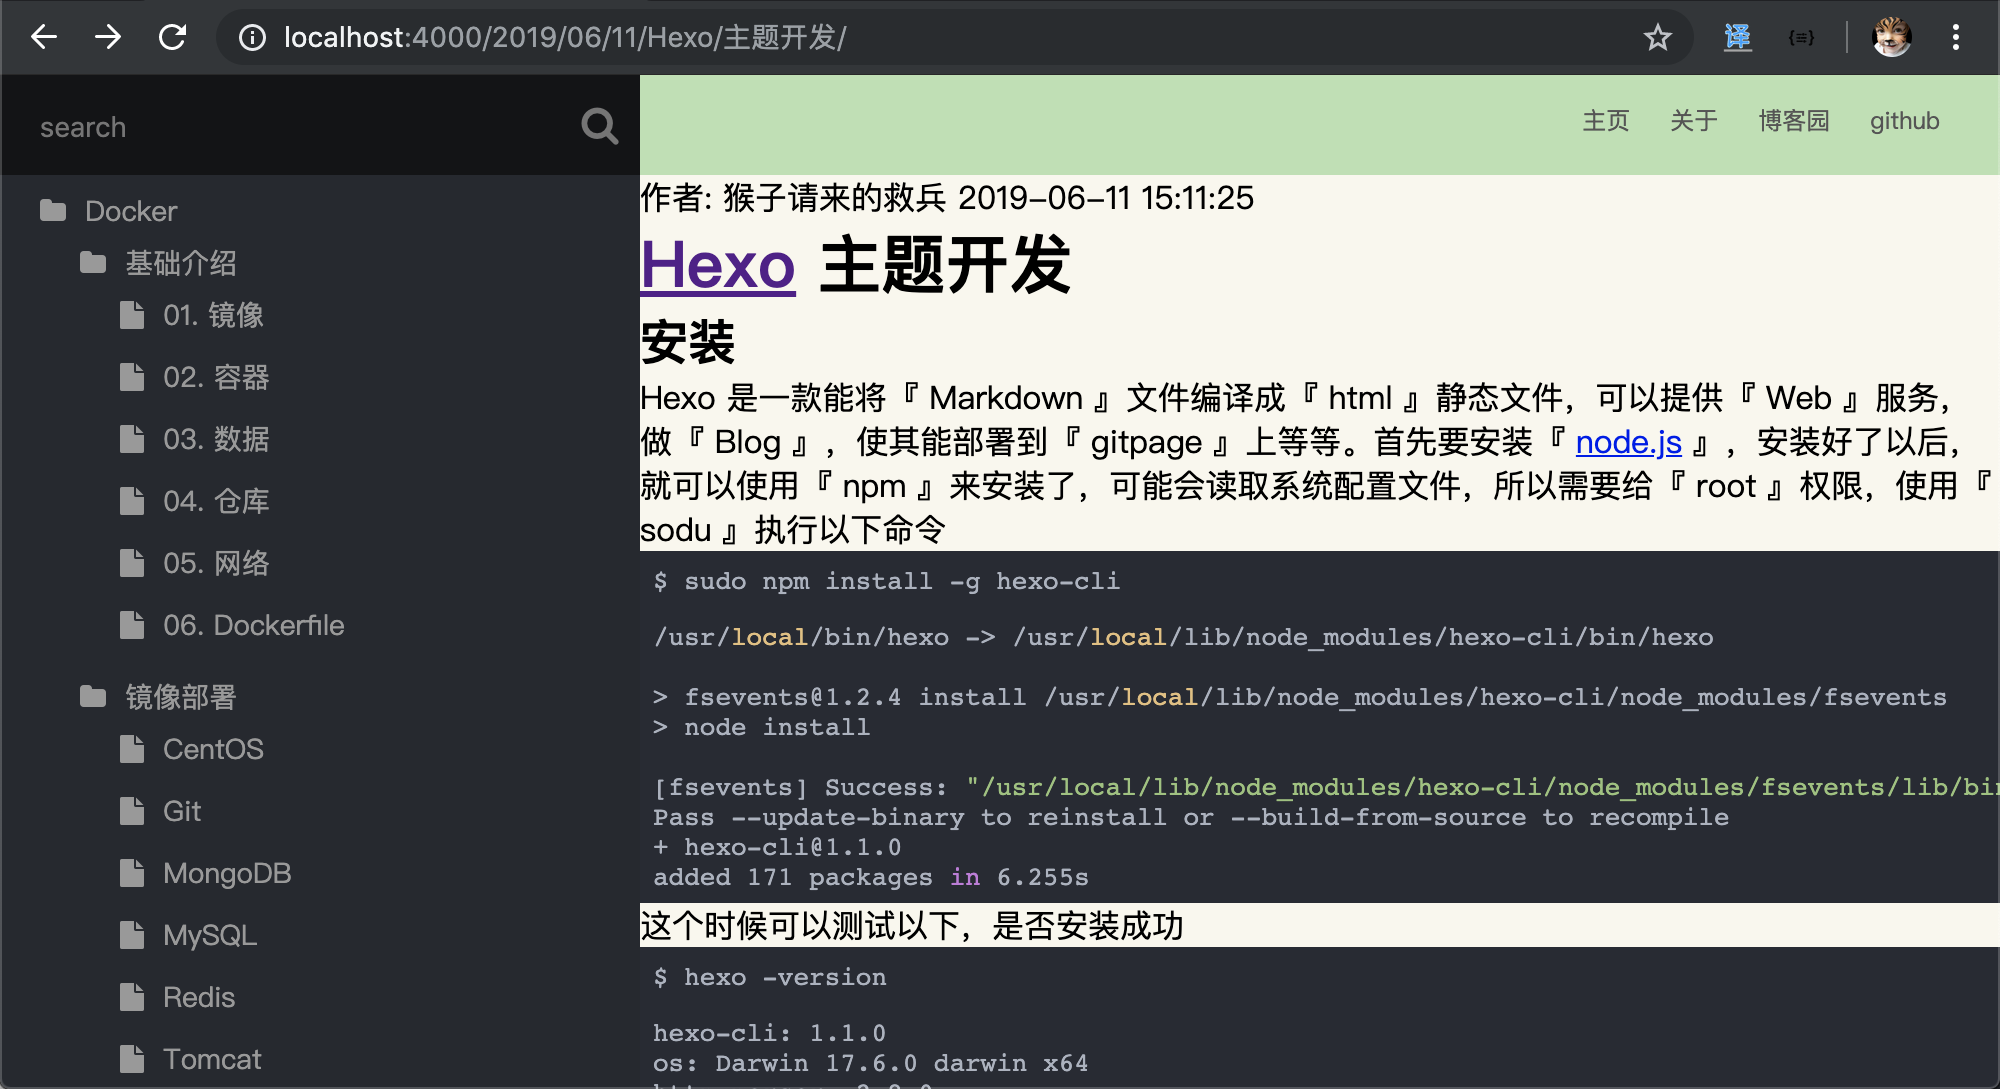 localhost:4000/2019/06/11/Hexo/主题开发/
译
search
主页 关于 博客园 github
Docker
基础介绍
01. 镜像
02. 容器
03. 数据
04. 仓库
05. 网络
06. Dockerfile
镜像部署
CentOS
Git
MongoDB
MySQL
Redis
Tomcat
作者: 猴子请来的救兵 2019-06-11 15:11:25
Hexo 主题开发
安装
Hexo 是一款能将『 Markdown 』文件编译成『 html 』静态文件，可以提供『 Web 』服务，
做『 Blog 』，使其能部署到『 gitpage 』上等等。首先要安装『 node.js 』，安装好了以后，
就可以使用『 npm 』来安装了，可能会读取系统配置文件，所以需要给『 root 』权限，使用『
sodu 』执行以下命令
$ sudo npm install -g hexo-cli
/usr/local/bin/hexo -> /usr/local/lib/node_modules/hexo-cli/bin/hexo
> fsevents@1.2.4 install /usr/local/lib/node_modules/hexo-cli/node_modules/fsevents
> node install
[fsevents] Success: "/usr/local/lib/node_modules/hexo-cli/node_modules/fsevents/lib/bin
Pass --update-binary to reinstall or --build-from-source to recompile
+ hexo-cli@1.1.0
added 171 packages in 6.255s
这个时候可以测试以下，是否安装成功
$ hexo -version
hexo-cli: 1.1.0
os: Darwin 17.6.0 darwin x64